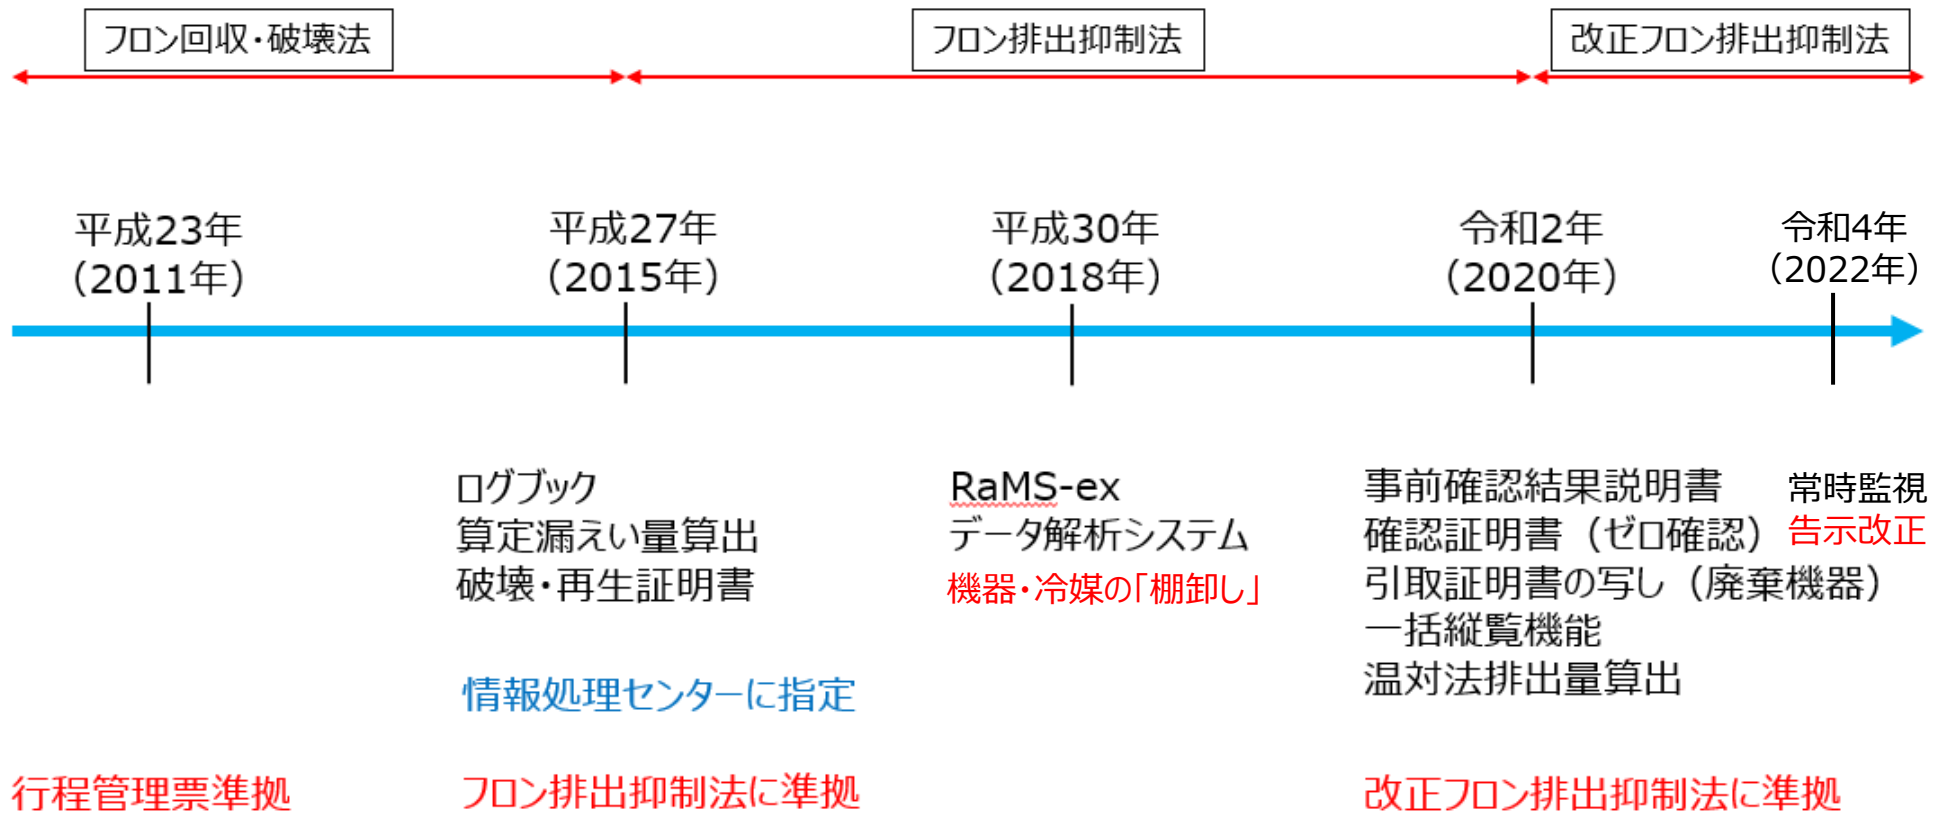 フロン回収・破壊法
フロン排出抑制法
改正フロン排出抑制法
平成23年
（2011年）
平成27年
（2015年）
平成30年
（2018年）
令和2年
（2020年）
令和4年
（2022年）
ログブック
算定漏えい量算出
破壊・再生証明書
情報処理センターに指定
RaMS-ex
データ解析システム
機器・冷媒の「棚卸し」
事前確認結果説明書
確認証明書（ゼロ確認）
引取証明書の写し（廃棄機器）
一括縦覧機能
温対法排出量算出
常時監視
告示改正
行程管理票準拠
フロン排出抑制法に準拠
改正フロン排出抑制法に準拠